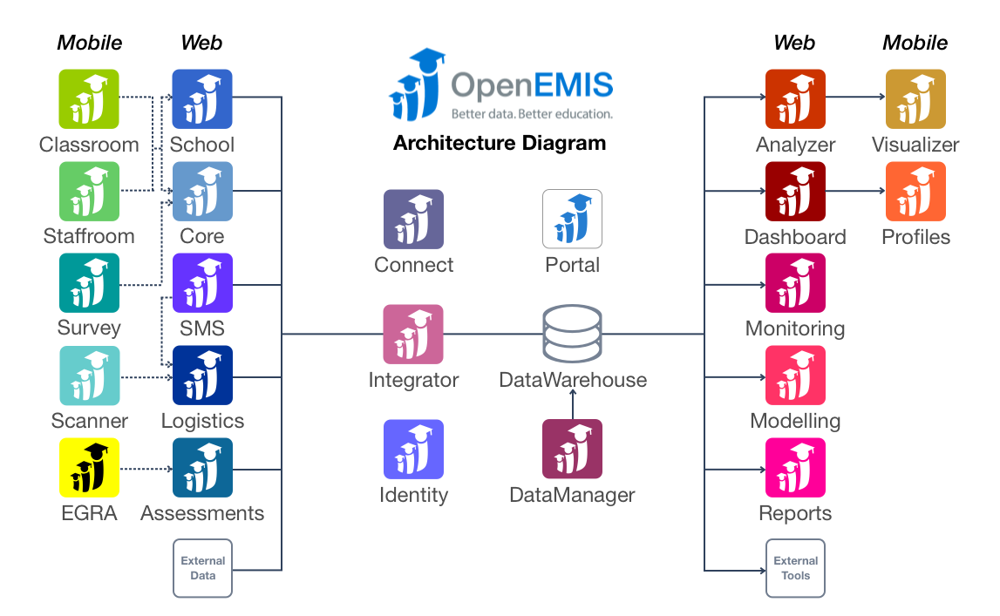 Mobile
Web
Web
Mobile
OpenEMIS
Better data. Better education.
Architecture Diagram
Classroom
School
Analyzer
Visualizer
Staffroom
Core
Connect
Portal
Dashboard
Profiles
Survey
SMS
Monitoring
Integrator
DataWarehouse
Scanner
Logistics
Modelling
Identity
DataManager
EGRA
Assessments
Reports
External
Data
External
Tools